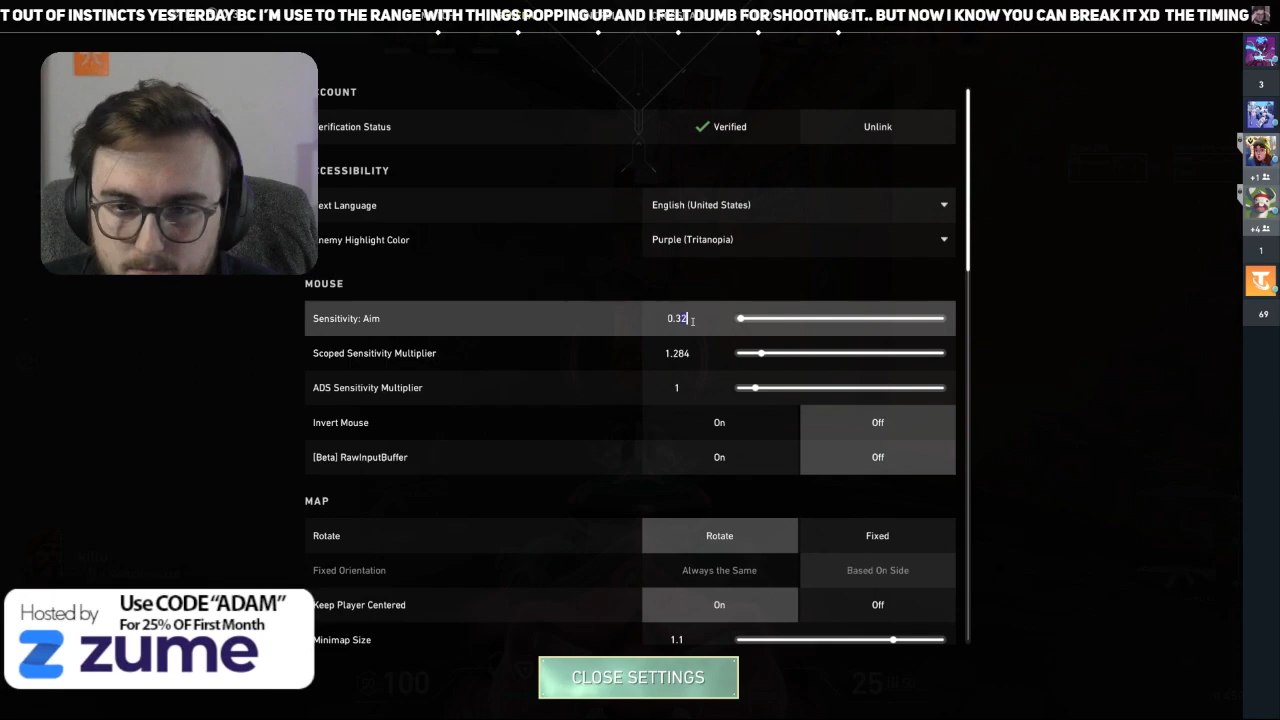 T OUT OF INSTINCTS YESTERDAY BC I'M USE TO THE RANGE WITH THINGS POPPING UP AND I FELT DUMB FOR SHOOTING IT.. BUT NOW I KNOW YOU CAN BREAK IT XD THE TIMING
3
+1
+4
1
69
CCOUNT
erification Status
Verified
Unlink
CCESSIBILITY
ext Language
English (United States)
nemy Highlight Color
Purple (Tritanopia)
MOUSE
Sensitivity: Aim
0.32
Scoped Sensitivity Multiplier
1.284
ADS Sensitivity Multiplier
1
Invert Mouse
On
Off
[Beta] RawInputBuffer
On
Off
MAP
Rotate
Rotate
Fixed
Fixed Orientation
Always the Same
Based On Side
Keep Player Centered
On
Off
Minimap Size
1.1
Hosted by
Use CODE "ADAM"
For 25% OF First Month
zume
CLOSE SETTINGS
100
25